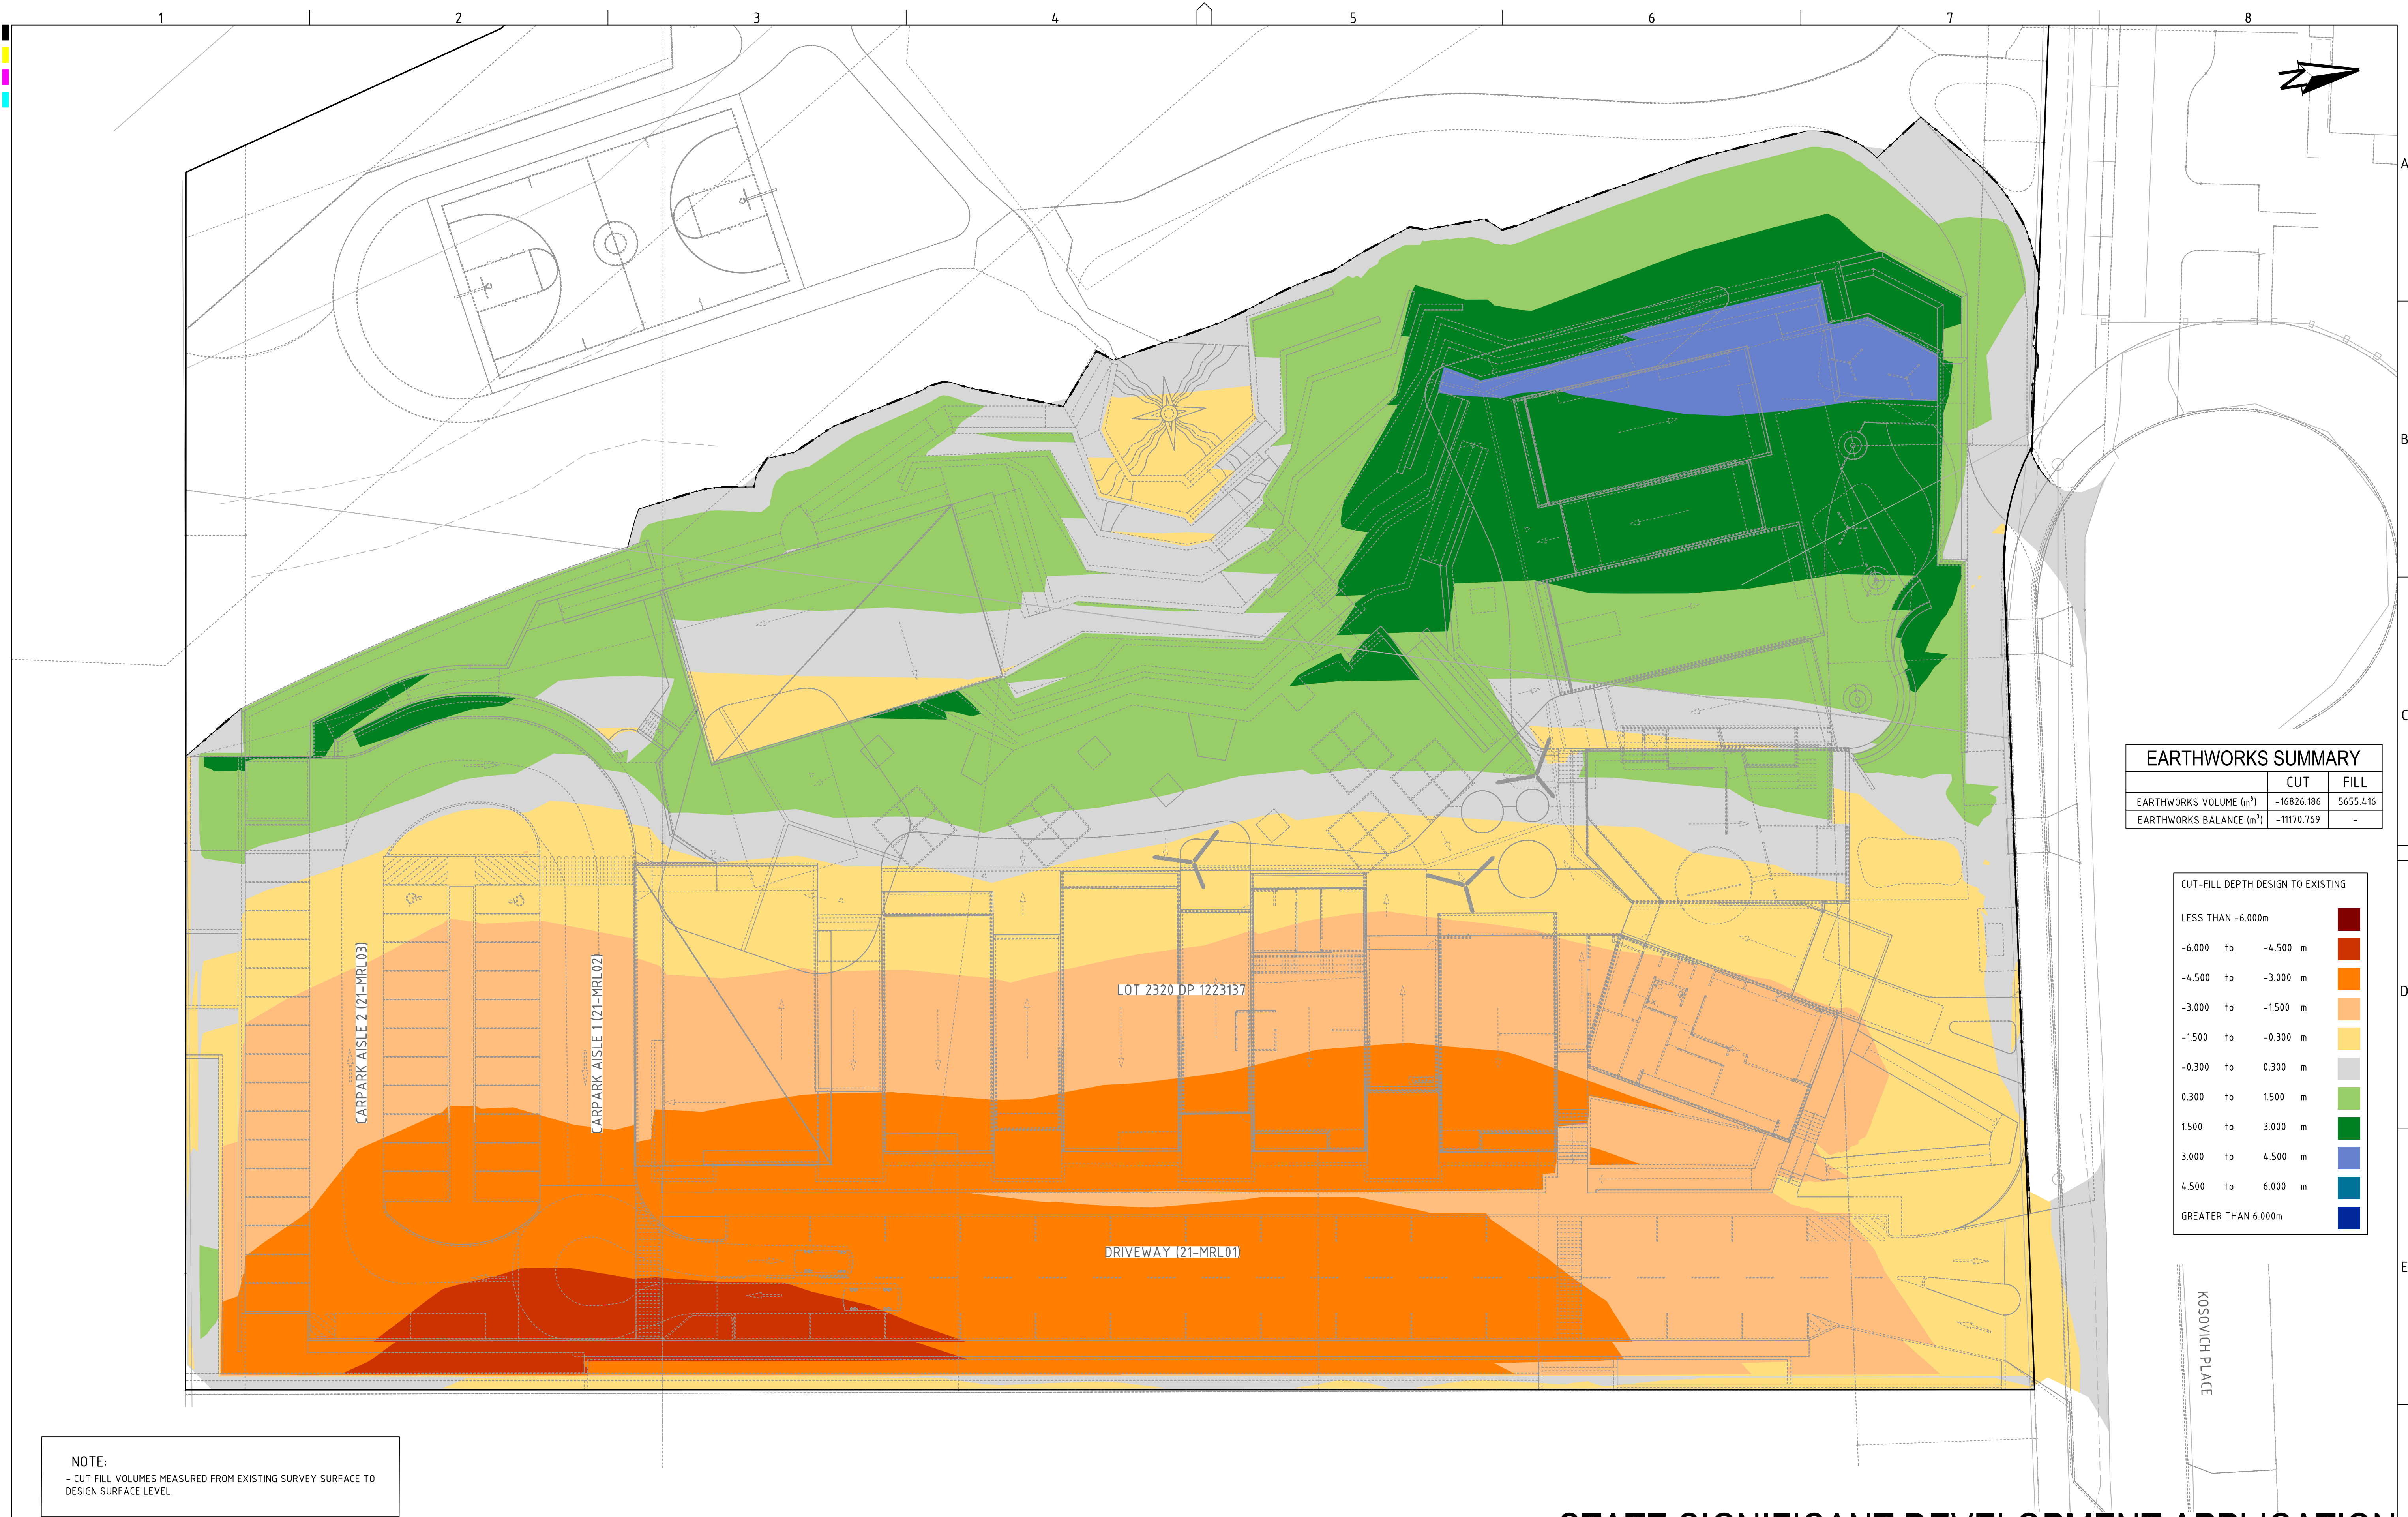 1 2 3 4 5 6 7 8
A
B
C
D
E
EARTHWORKS SUMMARY
CUT FILL
EARTHWORKS VOLUME (m³) -16826.186 5655.416
EARTHWORKS BALANCE (m³) -11170.769 -
CUT-FILL DEPTH DESIGN TO EXISTING
LESS THAN -6.000m
-6.000 to -4.500 m
-4.500 to -3.000 m
-3.000 to -1.500 m
-1.500 to -0.300 m
-0.300 to 0.300 m
0.300 to 1.500 m
1.500 to 3.000 m
3.000 to 4.500 m
4.500 to 6.000 m
GREATER THAN 6.000m
CARPARK AISLE 2 (21-MRL03)
CARPARK AISLE 1 (21-MRL02)
LOT 2320 DP 1223137
DRIVEWAY (21-MRL01)
KOSOVICH PLACE
NOTE:
- CUT FILL VOLUMES MEASURED FROM EXISTING SURVEY SURFACE TO
DESIGN SURFACE LEVEL.
STATE SIGNIFICANT DEVELOPMENT APPLICATION